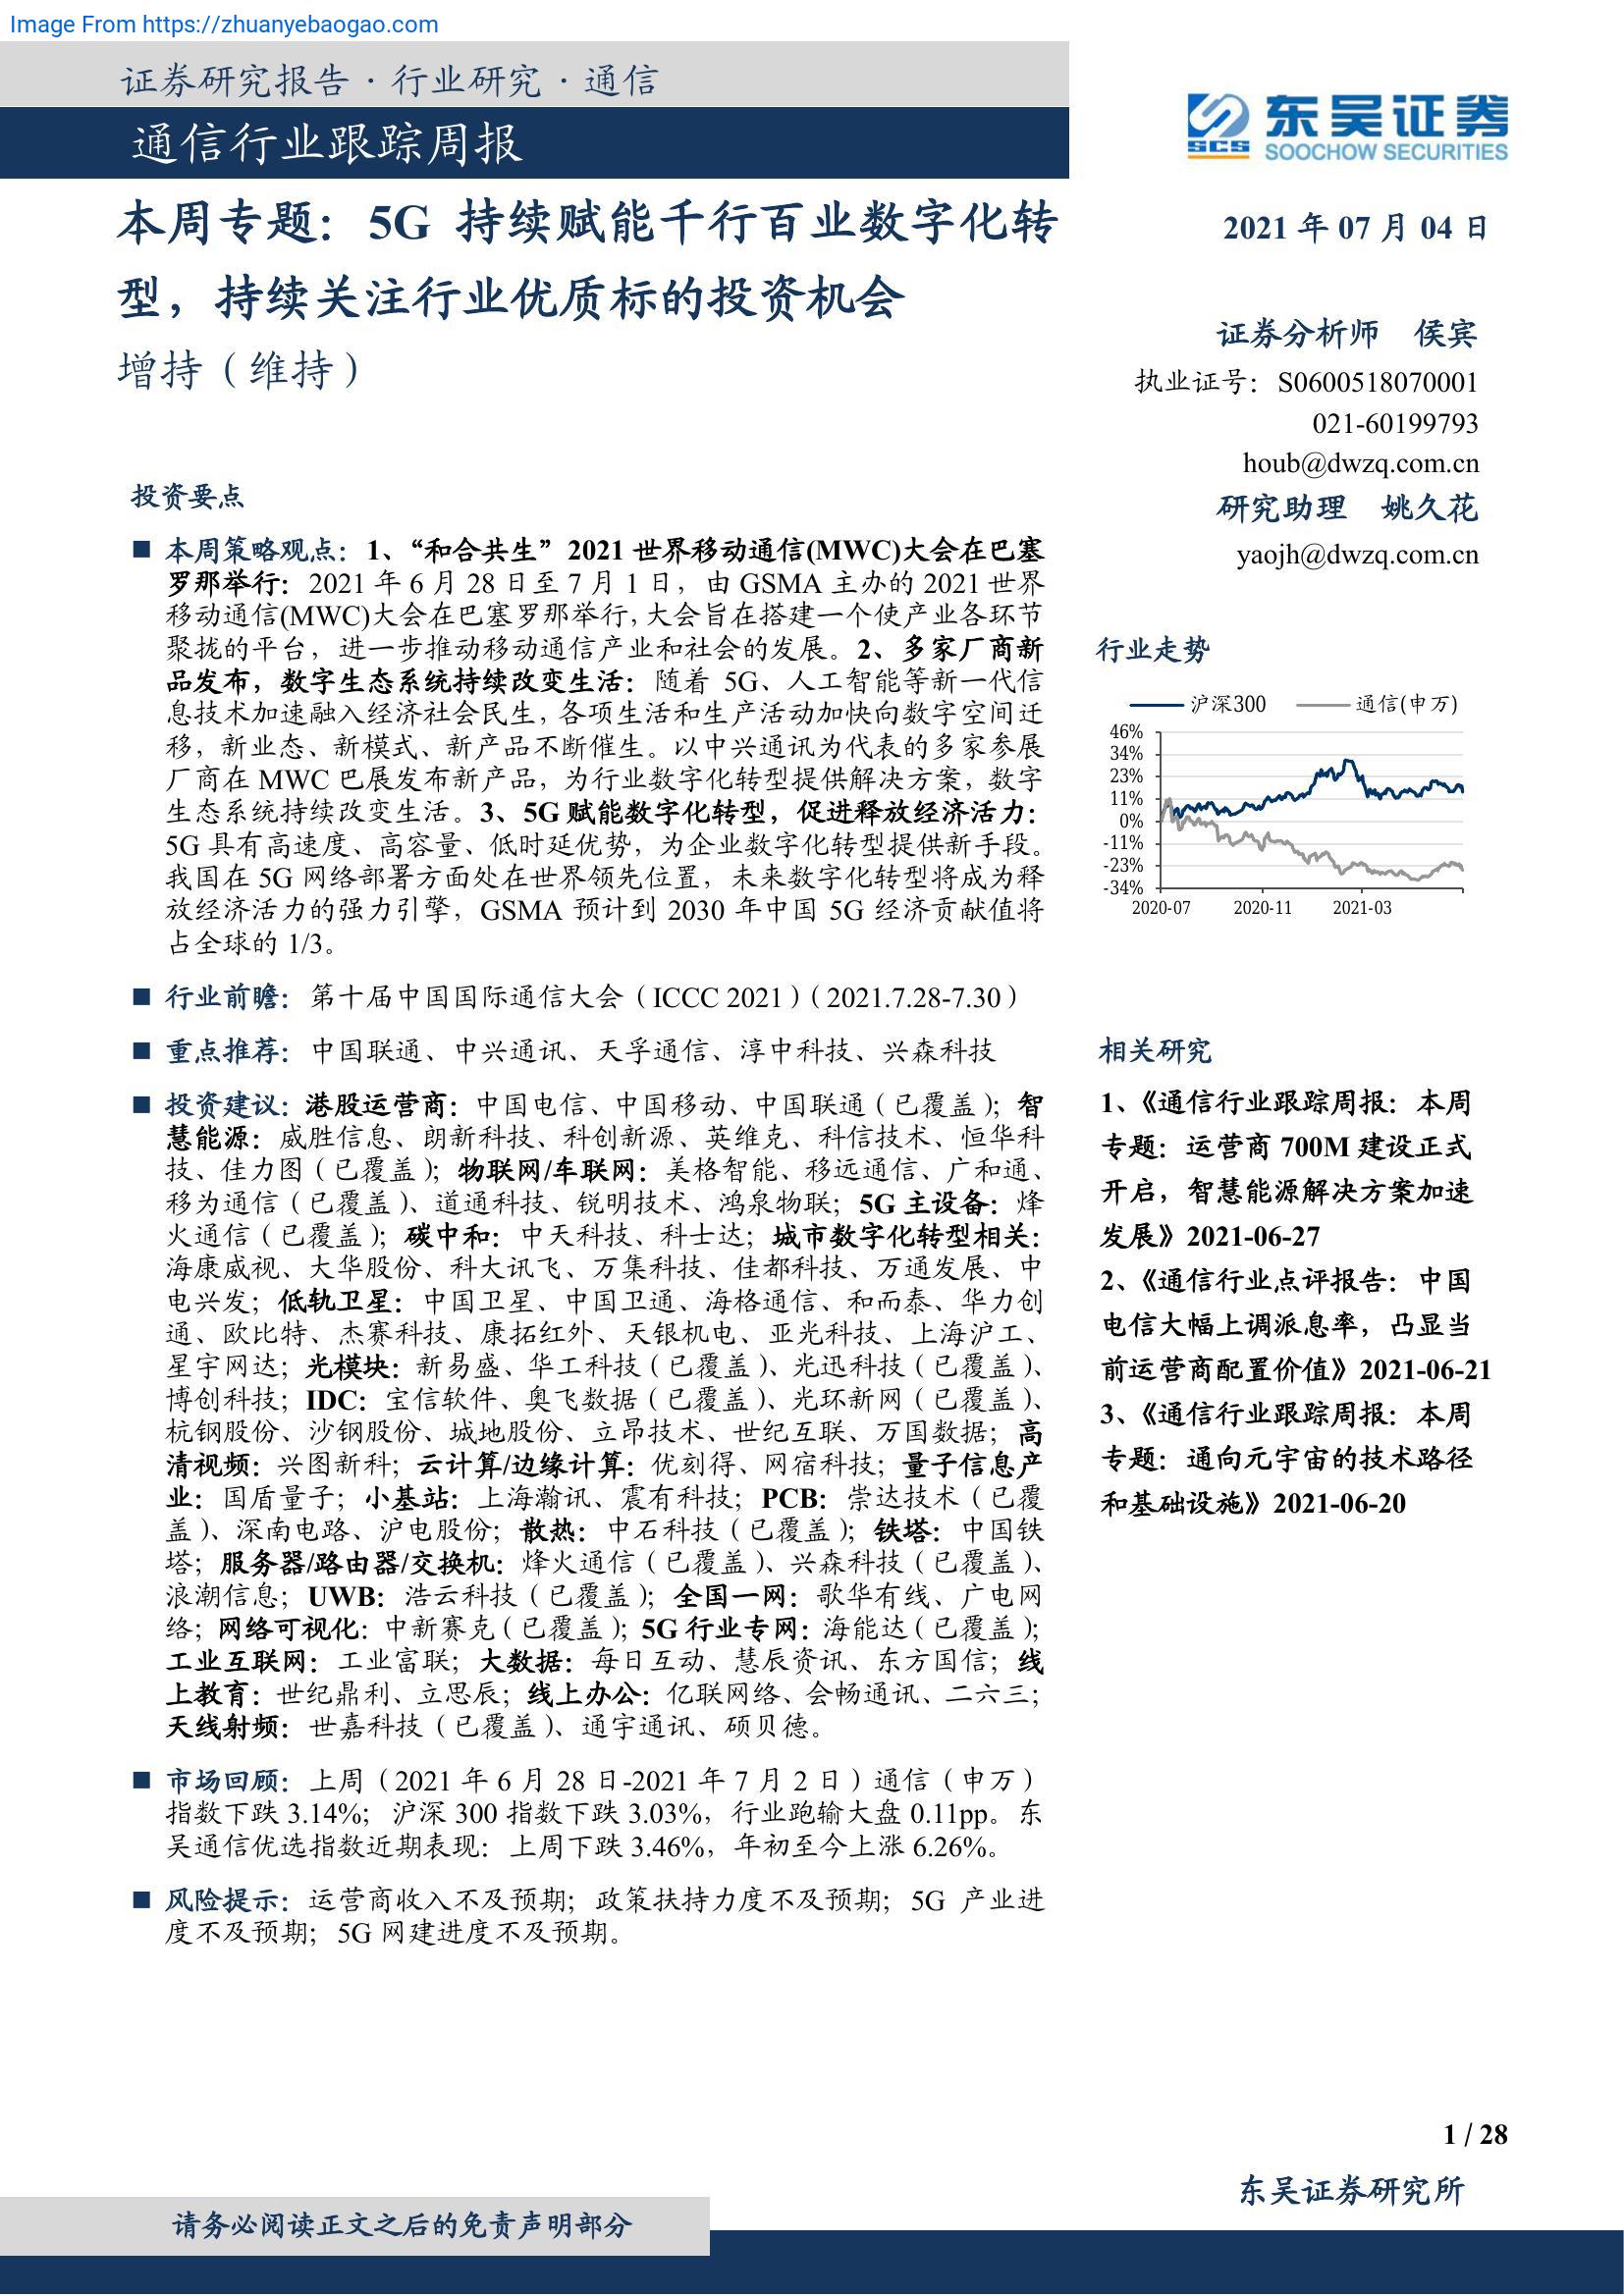 Image From https://zhuanyebaogao.com
证券研究报告·行业研究·通信
通信行业跟踪周报
SCS 东吴证券
SOOCHOW SECURITIES
本周专题：5G 持续赋能千行百业数字化转
型，持续关注行业优质标的投资机会
增持（维持）
2021 年 07 月 04 日
证券分析师 侯宾
执业证号：S0600518070001
021-60199793
houb@dwzq.com.cn
研究助理 姚久花
yaojh@dwzq.com.cn
投资要点
■ 本周策略观点：1、“和合共生”2021 世界移动通信(MWC)大会在巴塞
罗那举行：2021 年 6 月 28 日至 7 月 1 日，由 GSMA 主办的 2021 世界
移动通信(MWC)大会在巴塞罗那举行，大会旨在搭建一个使产业各环节
聚拢的平台，进一步推动移动通信产业和社会的发展。2、多家厂商新
品发布，数字生态系统持续改变生活：随着 5G、人工智能等新一代信
息技术加速融入经济社会民生，各项生活和生产活动加快向数字空间迁
移，新业态、新模式、新产品不断催生。以中兴通讯为代表的多家参展
厂商在 MWC 巴展发布新产品，为行业数字化转型提供解决方案，数字
生态系统持续改变生活。3、5G 赋能数字化转型，促进释放经济活力：
5G 具有高速度、高容量、低时延优势，为企业数字化转型提供新手段。
我国在 5G 网络部署方面处在世界领先位置，未来数字化转型将成为释
放经济活力的强力引擎，GSMA 预计到 2030 年中国 5G 经济贡献值将
占全球的 1/3。
■ 行业前瞻：第十届中国国际通信大会（ICCC 2021）（2021.7.28-7.30）
■ 重点推荐：中国联通、中兴通讯、天孚通信、淳中科技、兴森科技
■ 投资建议：港股运营商：中国电信、中国移动、中国联通（已覆盖）；智
慧能源：威胜信息、朗新科技、科创新源、英维克、科信技术、恒华科
技、佳力图（已覆盖）；物联网/车联网：美格智能、移远通信、广和通、
移为通信（已覆盖）、道通科技、锐明技术、鸿泉物联；5G 主设备：烽
火通信（已覆盖）；碳中和：中天科技、科士达；城市数字化转型相关：
海康威视、大华股份、科大讯飞、万集科技、佳都科技、万通发展、中
电兴发；低轨卫星：中国卫星、中国卫通、海格通信、和而泰、华力创
通、欧比特、杰赛科技、康拓红外、天银机电、亚光科技、上海沪工、
星宇网达；光模块：新易盛、华工科技（已覆盖）、光迅科技（已覆盖）、
博创科技；IDC：宝信软件、奥飞数据（已覆盖）、光环新网（已覆盖）、
杭钢股份、沙钢股份、城地股份、立昂技术、世纪互联、万国数据；高
清视频：兴图新科；云计算/边缘计算：优刻得、网宿科技；量子信息产
业：国盾量子；小基站：上海瀚讯、震有科技；PCB：崇达技术（已覆
盖）、深南电路、沪电股份；散热：中石科技（已覆盖）；铁塔：中国铁
塔；服务器/路由器/交换机：烽火通信（已覆盖）、兴森科技（已覆盖）、
浪潮信息；UWB：浩云科技（已覆盖）；全国一网：歌华有线、广电网
络；网络可视化：中新赛克（已覆盖）；5G 行业专网：海能达（已覆盖）；
工业互联网：工业富联；大数据：每日互动、慧辰资讯、东方国信；线
上教育：世纪鼎利、立思辰；线上办公：亿联网络、会畅通讯、二六三；
天线射频：世嘉科技（已覆盖）、通宇通讯、硕贝德。
■ 市场回顾：上周（2021 年 6 月 28 日-2021 年 7 月 2 日）通信（申万）
指数下跌 3.14%；沪深 300 指数下跌 3.03%，行业跑输大盘 0.11pp。东
吴通信优选指数近期表现：上周下跌 3.46%，年初至今上涨 6.26%。
■ 风险提示：运营商收入不及预期；政策扶持力度不及预期；5G 产业进
度不及预期；5G 网建进度不及预期。
行业走势
沪深300 通信(申万)
46%
34%
23%
11%
0%
-11%
-23%
-34%
2020-07 2020-11 2021-03
相关研究
1、《通信行业跟踪周报：本周
专题：运营商 700M 建设正式
开启，智慧能源解决方案加速
发展》2021-06-27
2、《通信行业点评报告：中国
电信大幅上调派息率，凸显当
前运营商配置价值》2021-06-21
3、《通信行业跟踪周报：本周
专题：通向元宇宙的技术路径
和基础设施》2021-06-20
1 / 28
东吴证券研究所
请务必阅读正文之后的免责声明部分